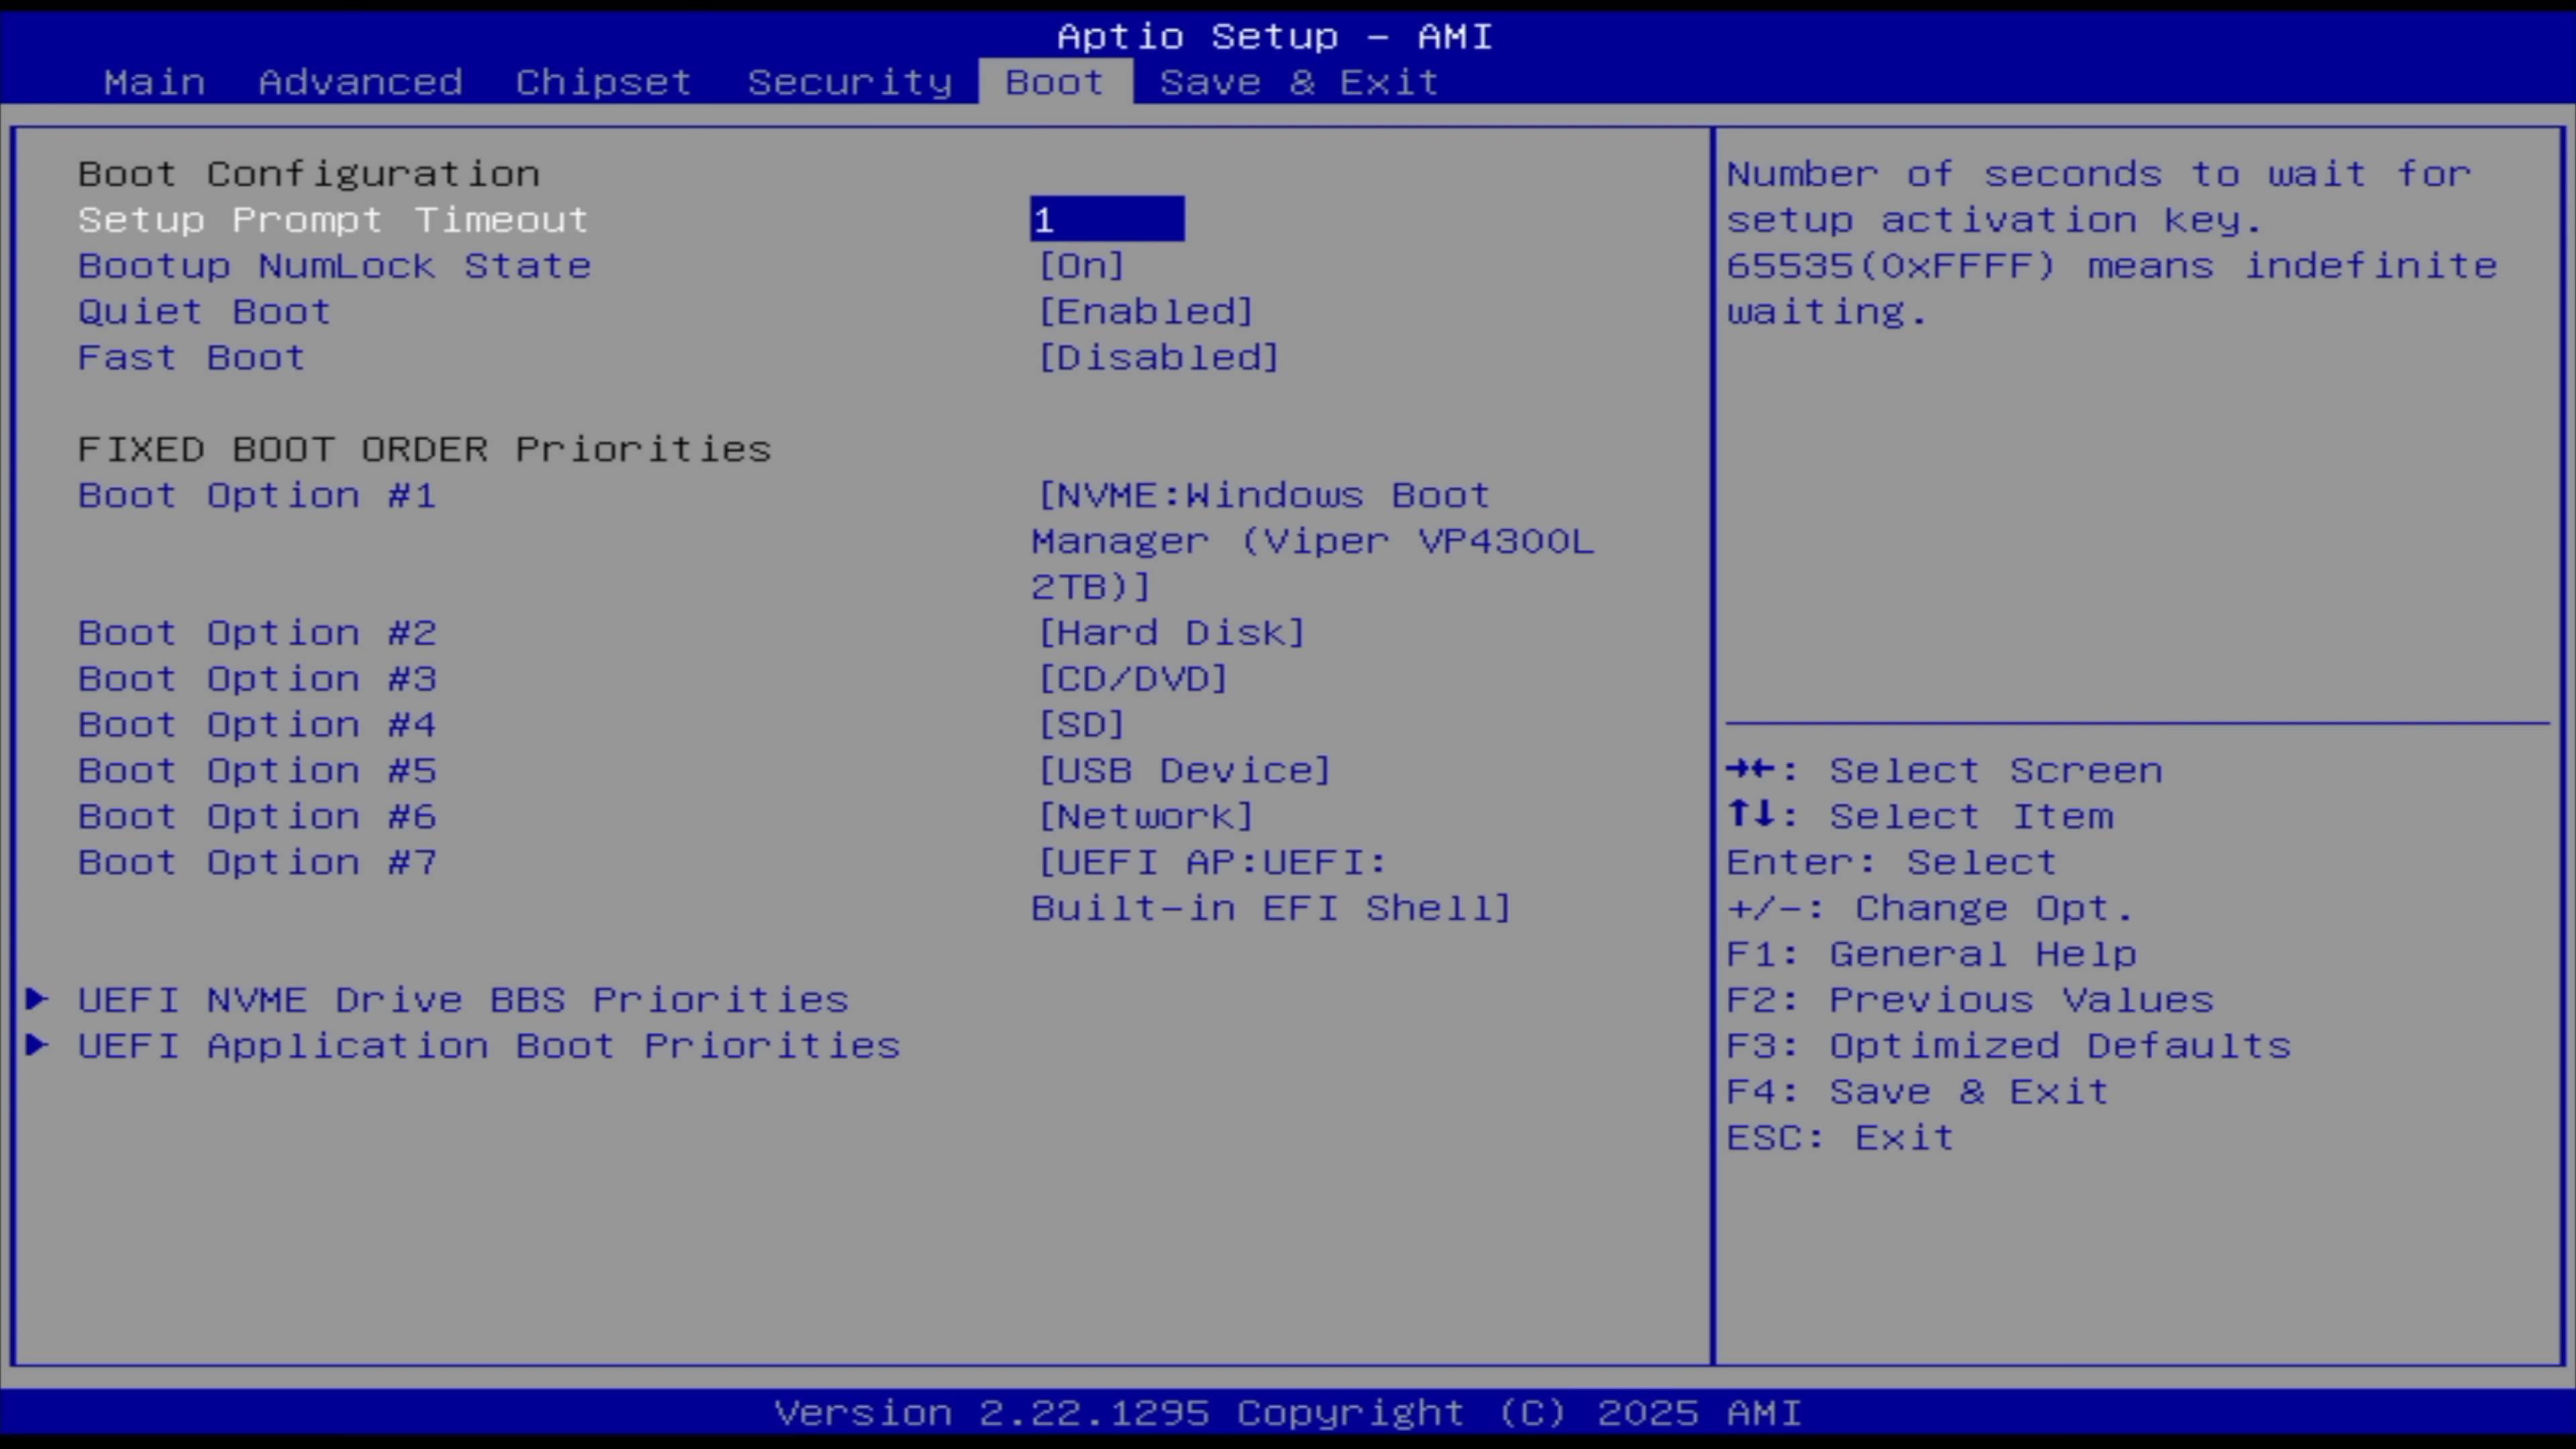 Aptio Setup - AMI
Main Advanced Chipset Security Boot Save & Exit
Boot Configuration
Setup Prompt Timeout 1
Bootup NumLock State [On]
Quiet Boot [Enabled]
Fast Boot [Disabled]
FIXED BOOT ORDER Priorities
Boot Option #1 [NVME:Windows Boot
Manager (Viper VP4300L
2TB)]
Boot Option #2 [Hard Disk]
Boot Option #3 [CD/DVD]
Boot Option #4 [SD]
Boot Option #5 [USB Device]
Boot Option #6 [Network]
Boot Option #7 [UEFI AP:UEFI:
Built-in EFI Shell]
► UEFI NVME Drive BBS Priorities
► UEFI Application Boot Priorities
Number of seconds to wait for
setup activation key.
65535(0xFFFF) means indefinite
waiting.
→←: Select Screen
↑↓: Select Item
Enter: Select
+/-: Change Opt.
F1: General Help
F2: Previous Values
F3: Optimized Defaults
F4: Save & Exit
ESC: Exit
Version 2.22.1295 Copyright (C) 2025 AMI